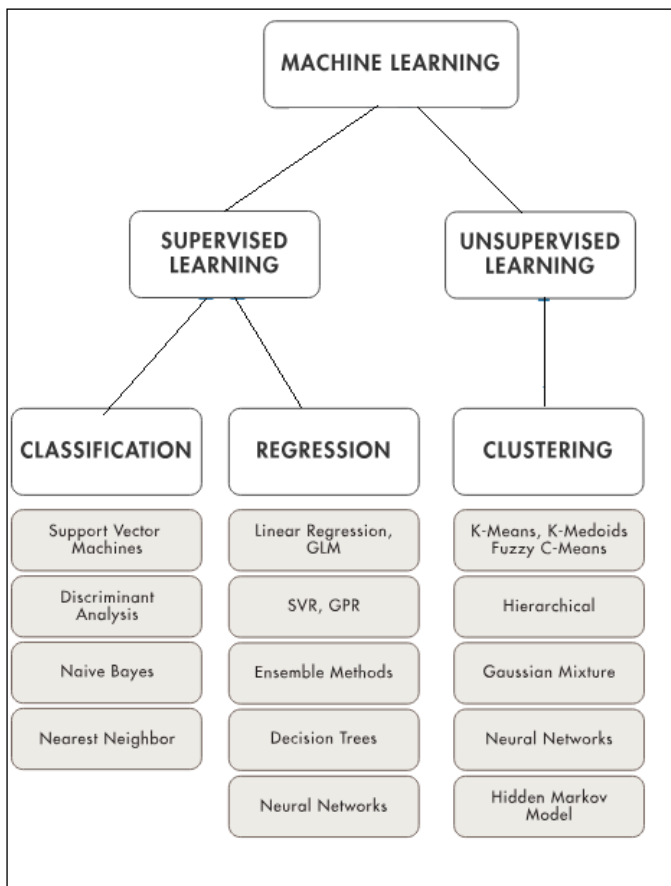 MACHINE LEARNING
SUPERVISED
LEARNING
UNSUPERVISED
LEARNING
CLASSIFICATION
Support Vector
Machines
Discriminant
Analysis
Naive Bayes
Nearest Neighbor
REGRESSION
Linear Regression,
GLM
SVR, GPR
Ensemble Methods
Decision Trees
Neural Networks
CLUSTERING
K-Means, K-Medoids
Fuzzy C-Means
Hierarchical
Gaussian Mixture
Neural Networks
Hidden Markov
Model